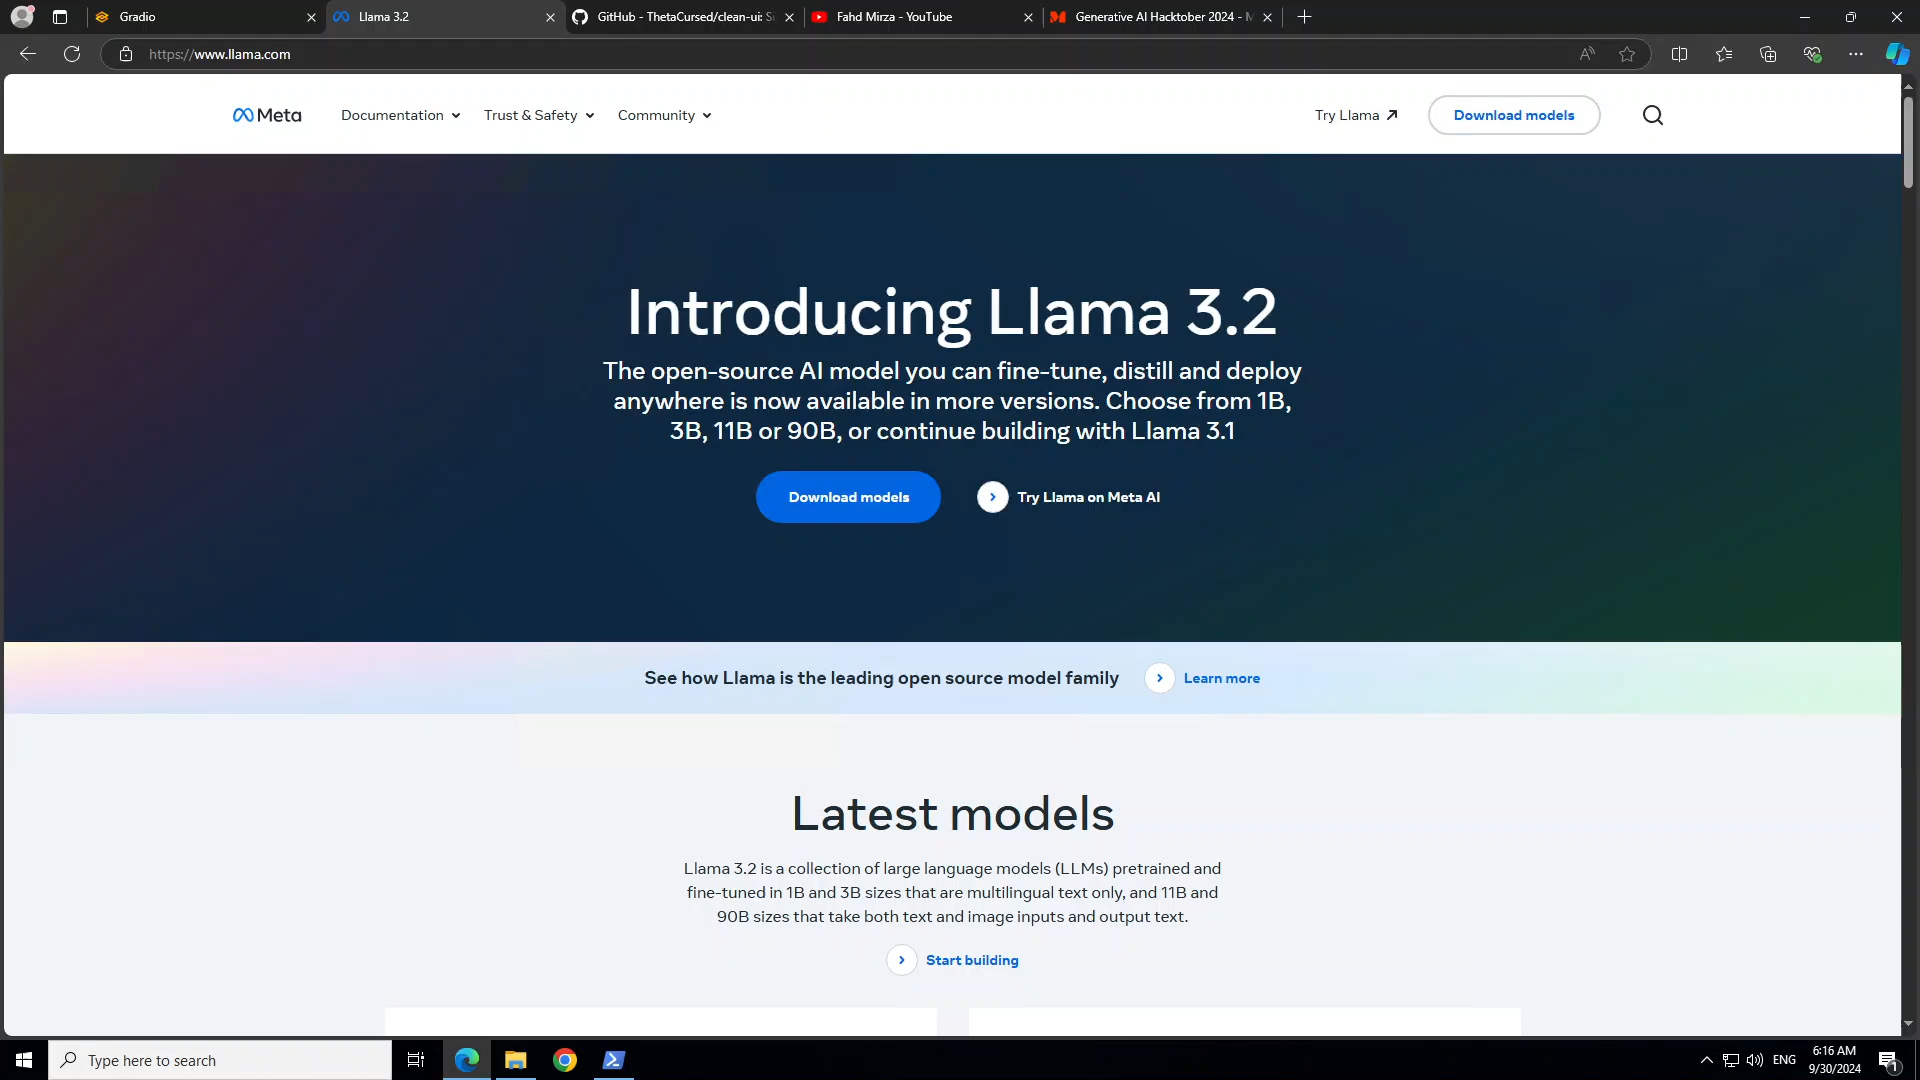 Gradio
Llama 3.2
GitHub - ThetaCursed/clean-ui: Si
Fahd Mirza - YouTube
Generative AI Hacktober 2024 - M
https://www.llama.com
Meta
Documentation
Trust & Safety
Community
Try Llama
Download models
Introducing Llama 3.2
The open-source AI model you can fine-tune, distill and deploy
anywhere is now available in more versions. Choose from 1B,
3B, 11B or 90B, or continue building with Llama 3.1
Download models
Try Llama on Meta AI
See how Llama is the leading open source model family
Learn more
Latest models
Llama 3.2 is a collection of large language models (LLMs) pretrained and
fine-tuned in 1B and 3B sizes that are multilingual text only, and 11B and
90B sizes that take both text and image inputs and output text.
Start building
Type here to search
ENG
6:16 AM
9/30/2024
1